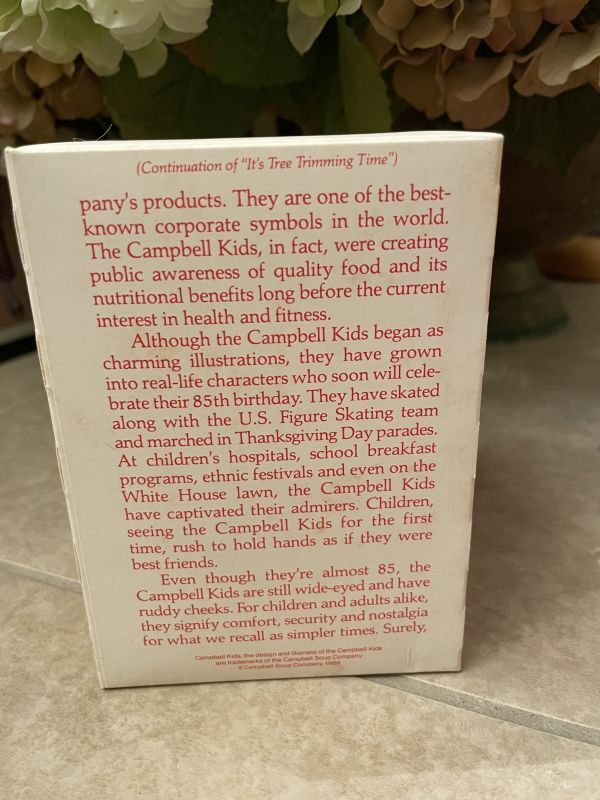 (Continuation of "It's Tree Trimming Time")
pany's products. They are one of the best-
known corporate symbols in the world.
The Campbell Kids, in fact, were creating
public awareness of quality food and its
nutritional benefits long before the current
interest in health and fitness.
Although the Campbell Kids began as
charming illustrations, they have grown
into real-life characters who soon will cele-
brate their 85th birthday. They have skated
along with the U.S. Figure Skating team
and marched in Thanksgiving Day parades.
At children's hospitals, school breakfast
programs, ethnic festivals and even on the
White House lawn, the Campbell Kids
have captivated their admirers. Children,
seeing the Campbell Kids for the first
time, rush to hold hands as if they were
best friends.
Even though they're almost 85, the
Campbell Kids are still wide-eyed and have
ruddy cheeks. For children and adults alike,
they signify comfort, security and nostalgia
for what we recall as simpler times. Surely,
Campbell Kids, the design and likeness of the Campbell Kids
are trademarks of the Campbell Soup Company
© Campbell Soup Company 1988